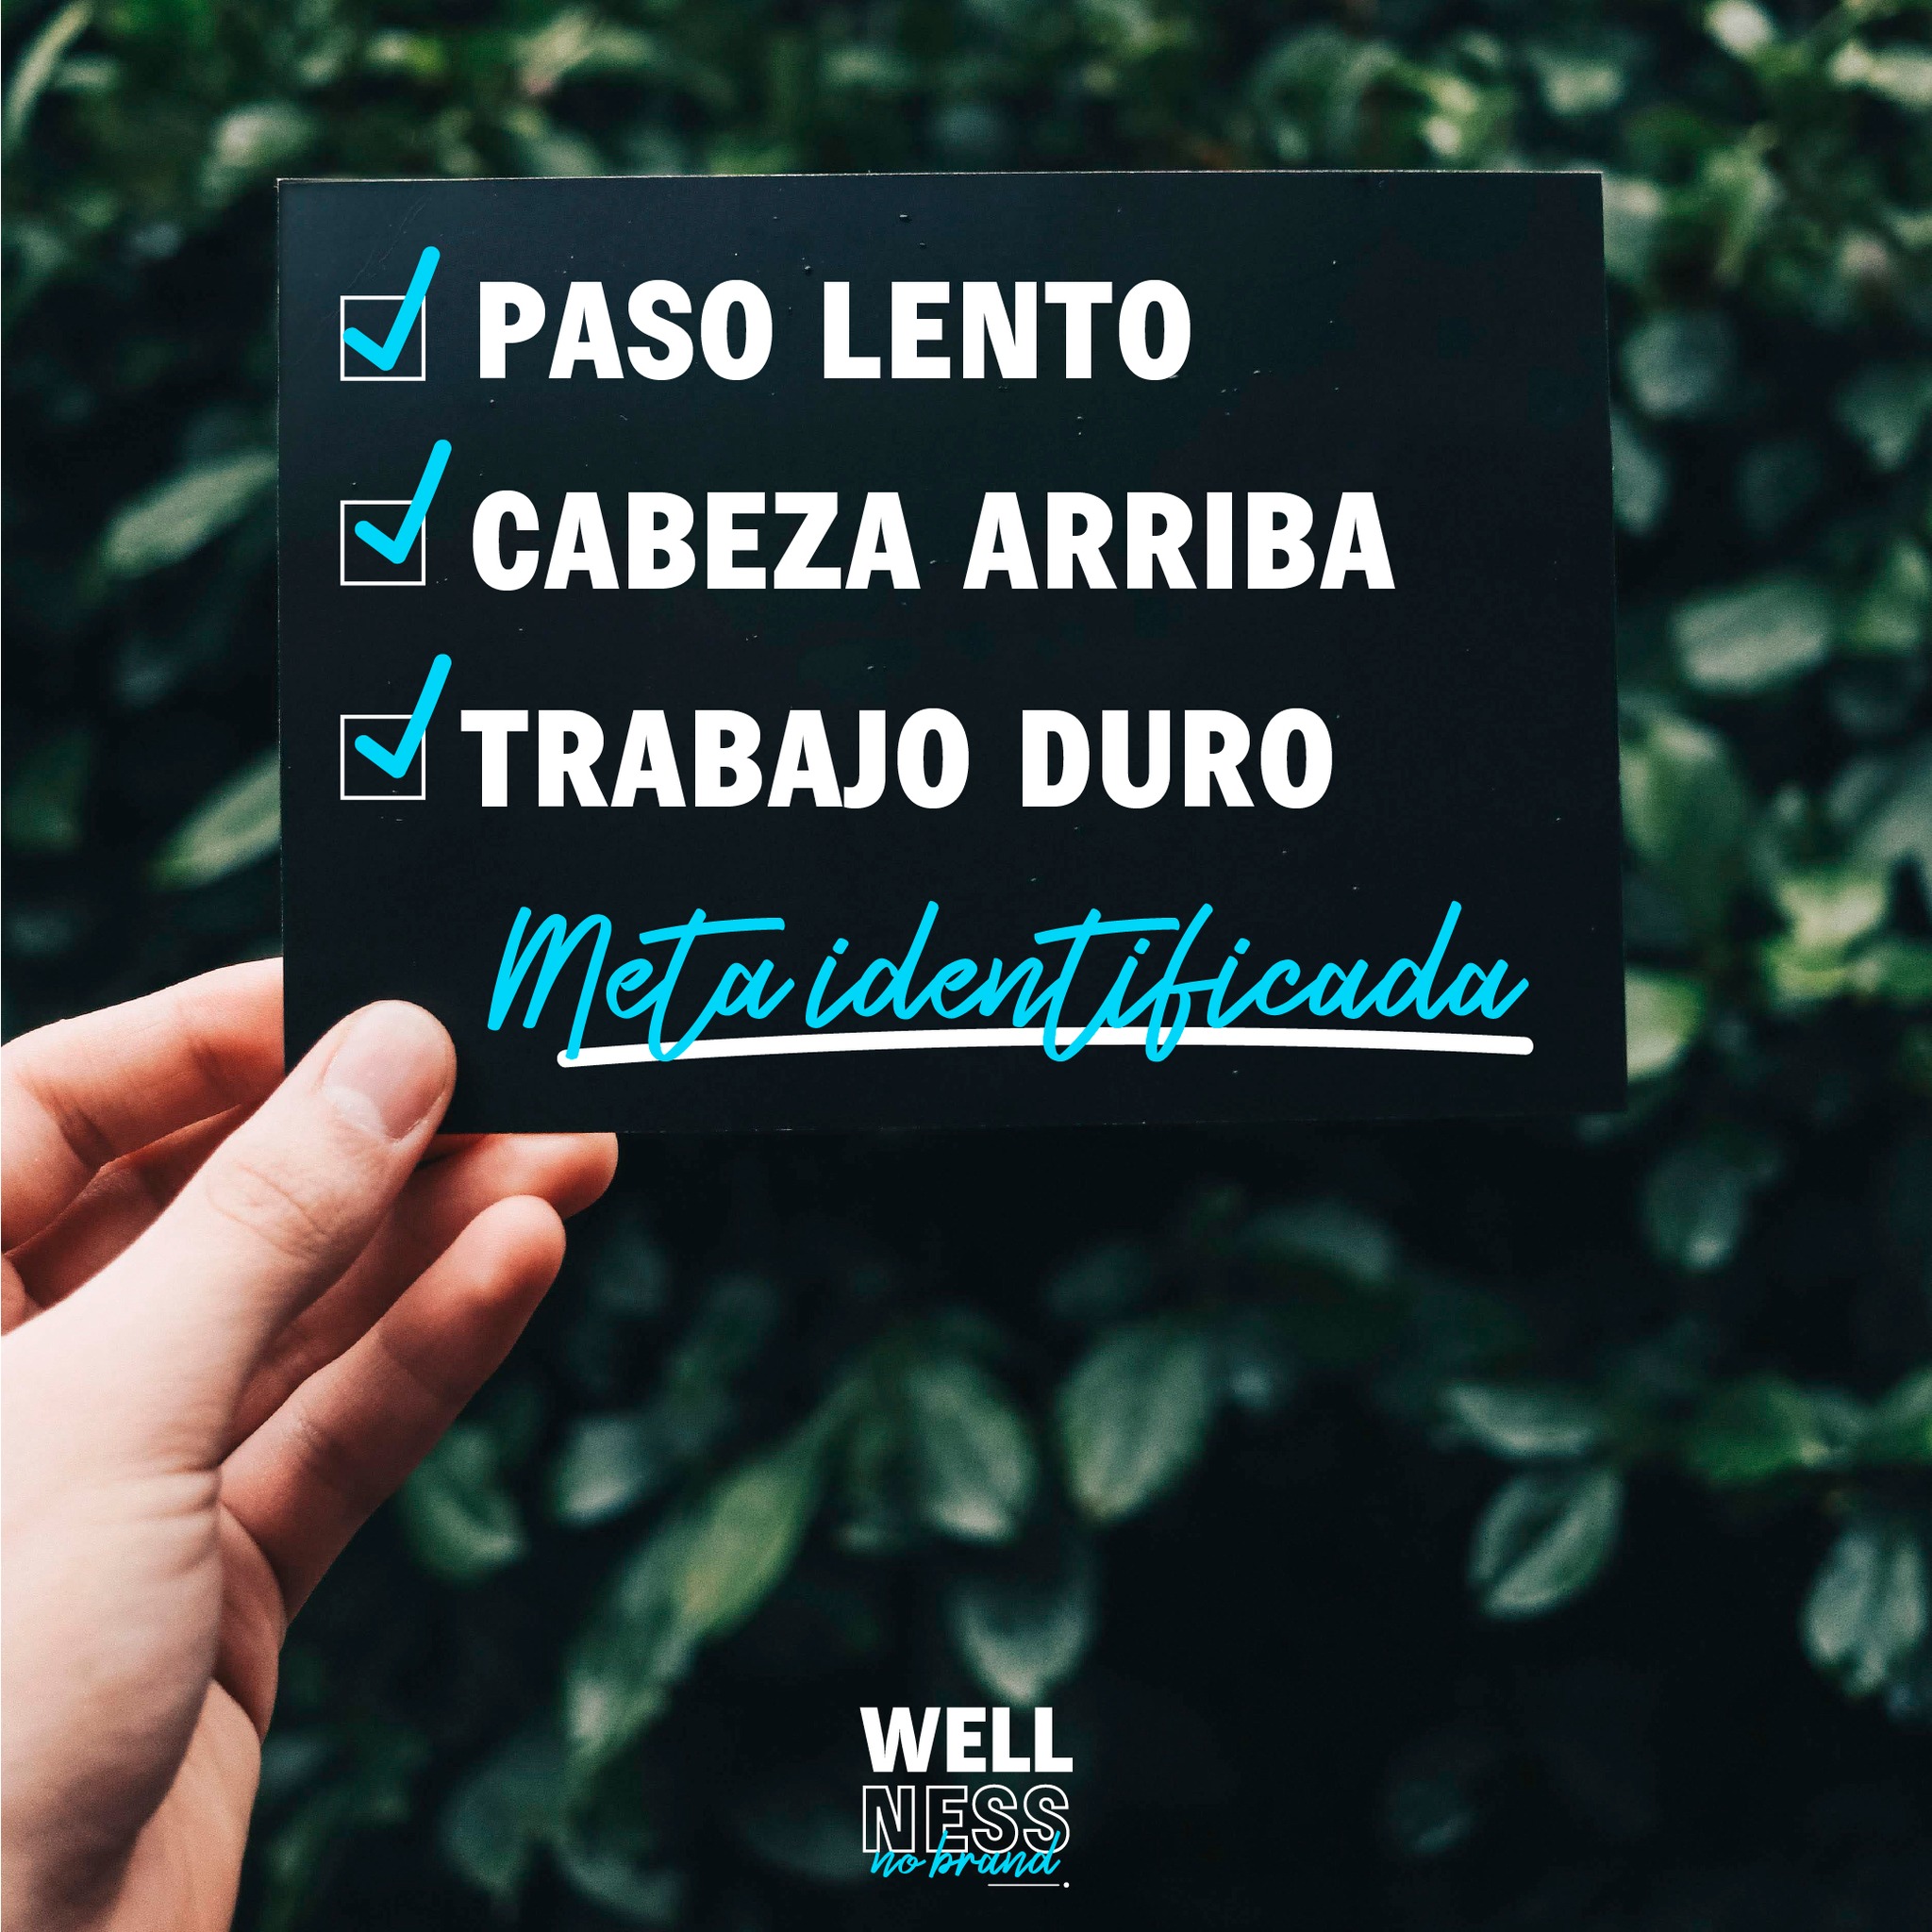 PASO LENTO
CABEZA ARRIBA
TRABAJO DURO
Meta identificada
WELL
NESS
no brand